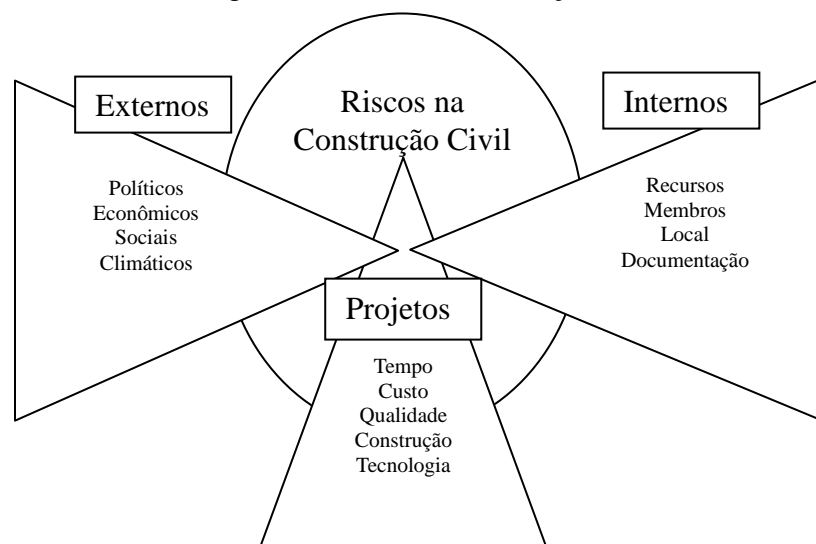 Riscos na
Construção Civil
Externos
Políticos
Econômicos
Sociais
Climáticos
Internos
Recursos
Membros
Local
Documentação
Projetos
Tempo
Custo
Qualidade
Construção
Tecnologia